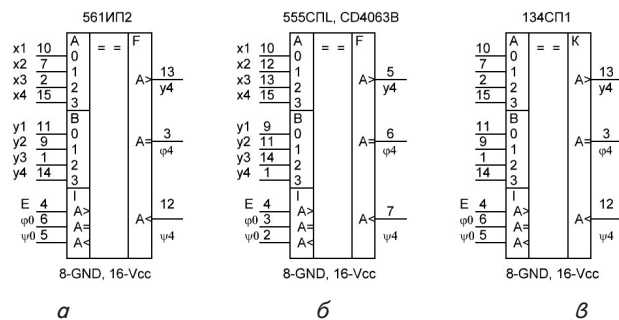 561ИП2
x1 10 A = = F
x2 7 0
x3 2 1 A> 13
x4 15 2 y4
3
y1 11 B
y2 9 0 A= 3
y3 1 1 φ4
y4 14 2
3
I
E 4 A> A< 12
φ0 6 A= ψ4
ψ0 5 A<
8-GND, 16-Vcc
а
555СПL, CD4063B
x1 10 A = = F
x2 12 0
x3 13 1 A> 5
x4 15 2 y4
3
y1 9 B
y2 11 0 A= 6
y3 14 1 φ4
y4 1 2
3
I
E 4 A> A< 7
φ0 3 A= ψ4
ψ0 2 A<
8-GND, 16-Vcc
б
134СП1
10 A = = К
7 0
2 1 A> 13
15 2 y4
3
11 B
9 0 A= 3
1 1 φ4
14 2
3
I
E 4 A> A< 12
φ0 6 A= ψ4
ψ0 5 A<
8-GND, 16-Vcc
в